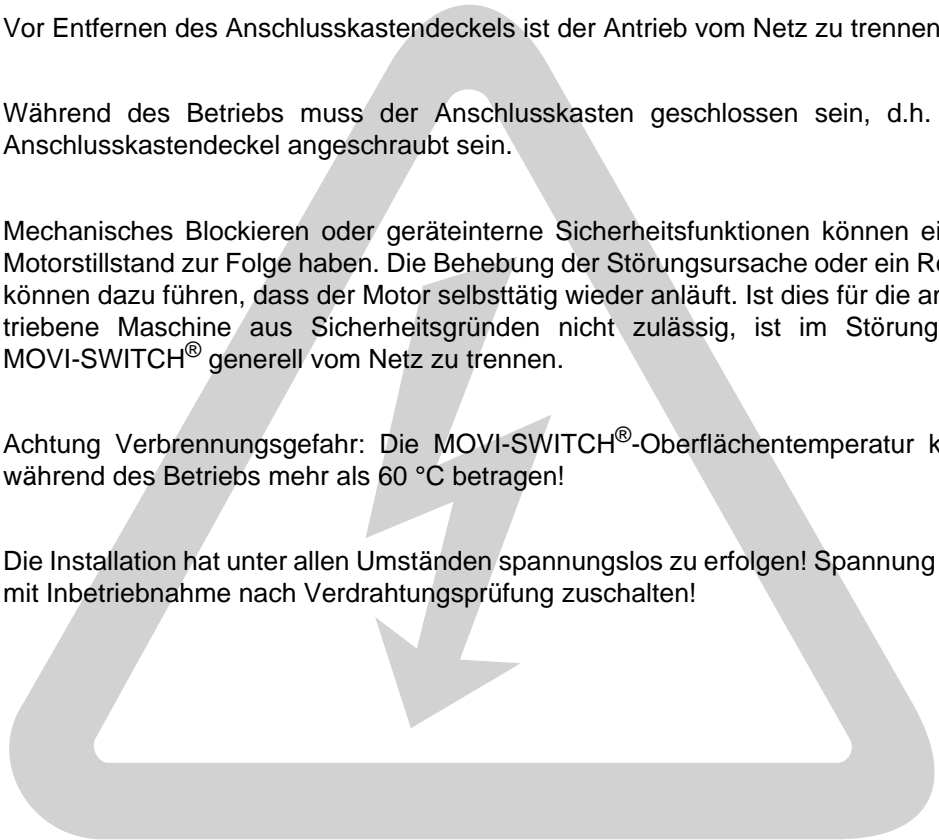 Vor Entfernen des Anschlusskastendeckels ist der Antrieb vom Netz zu trennen
Während des Betriebs muss der Anschlusskasten geschlossen sein, d.h.
Anschlusskastendeckel angeschraubt sein.
Mechanisches Blockieren oder geräteinterne Sicherheitsfunktionen können
Motorstillstand zur Folge haben. Die Behebung der Störungsursache oder ein
können dazu führen, dass der Motor selbsttätig wieder anläuft. Ist dies für die
triebene Maschine aus Sicherheitsgründen nicht zulässig, ist im
MOVI-SWITCH® generell vom Netz zu trennen.
Achtung Verbrennungsgefahr: Die MOVI-SWITCH®-Oberflächentemperatur
während des Betriebs mehr als 60 °C betragen!
Die Installation hat unter allen Umständen spannungslos zu erfolgen! Spannung
mit Inbetriebnahme nach Verdrahtungsprüfung zuschalten!